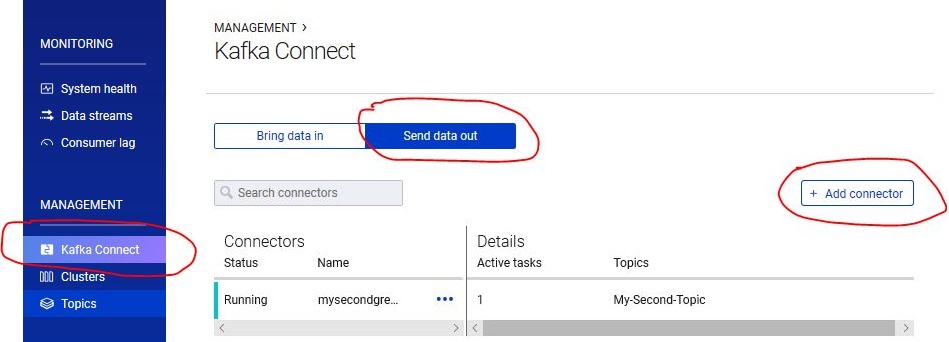 MONITORING
System health
Data streams
Consumer lag
MANAGEMENT
Kafka Connect
Clusters
Topics
MANAGEMENT >
Kafka Connect
Bring data in
Send data out
Search connectors
+ Add connector
Connectors
Details
Status Name Active tasks Topics
Running mysecondgre... ••• 1 My-Second-Topic